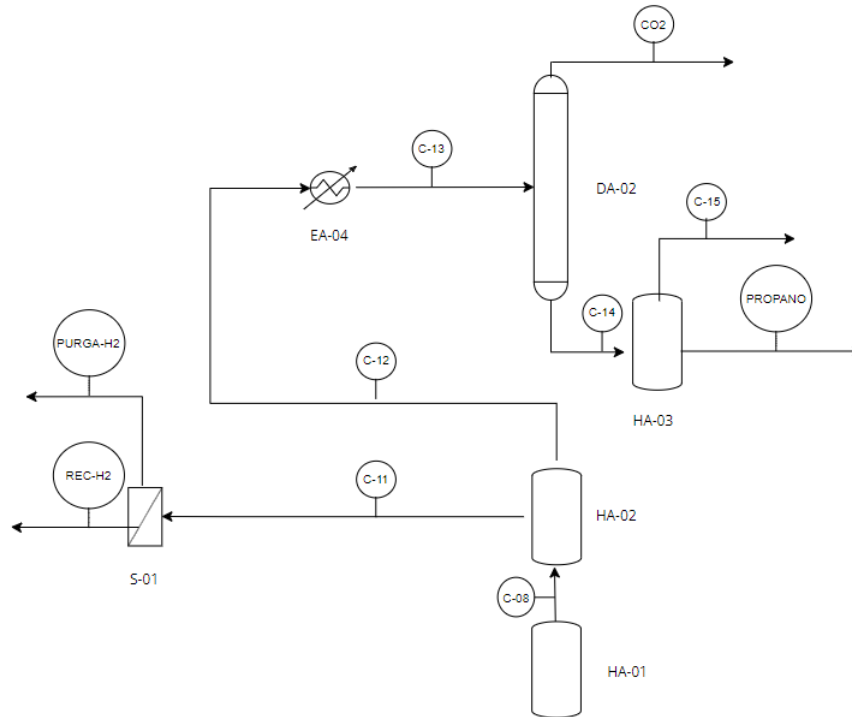 CO2
C-13
DA-02
C-15
EA-04
PROPANO
C-14
PURGA-H2
C-12
HA-03
REC-H2
C-11
HA-02
S-01
C-08
HA-01